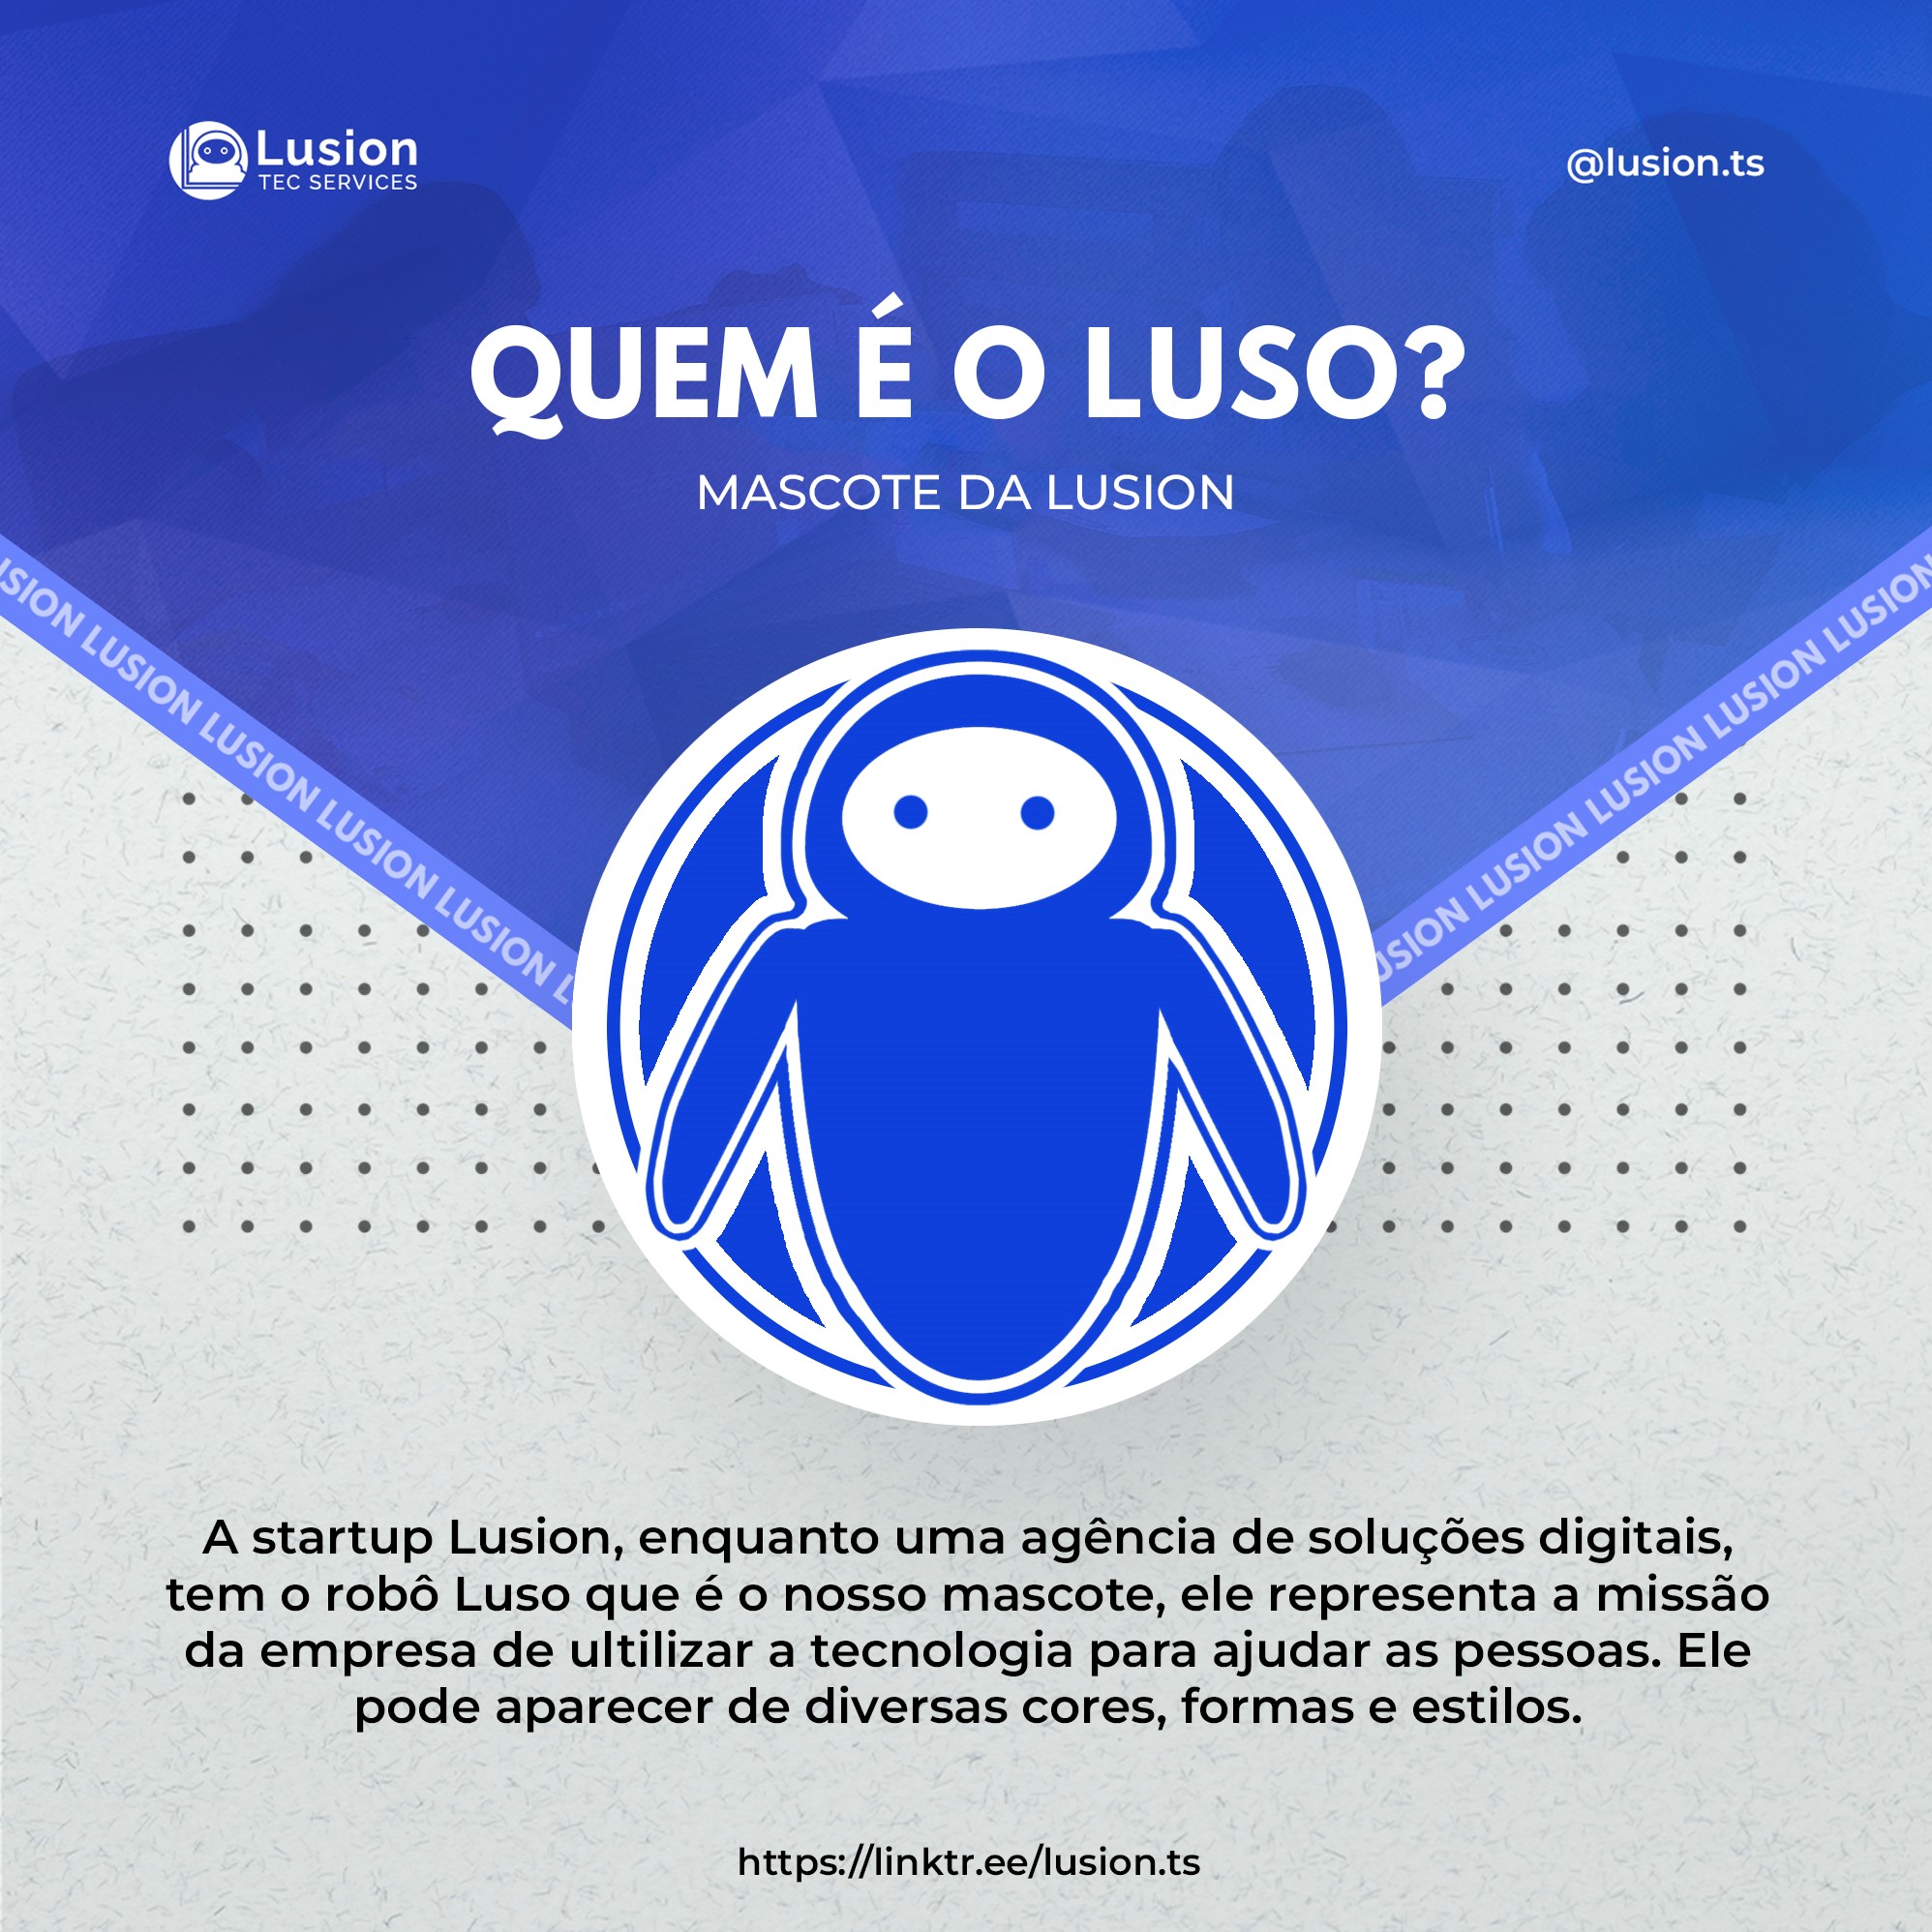 Lusion
TEC SERVICES
@lusion.ts
QUEM É O LUSO?
MASCOTE DA LUSION
USION LUSION LUSION LUSION LUSION L
USION LUSION LUSION LUSION LUSION
A startup Lusion, enquanto uma agência de soluções digitais,
tem o robô Luso que é o nosso mascote, ele representa a missão
da empresa de ultilizar a tecnologia para ajudar as pessoas. Ele
pode aparecer de diversas cores, formas e estilos.
https://linktr.ee/lusion.ts